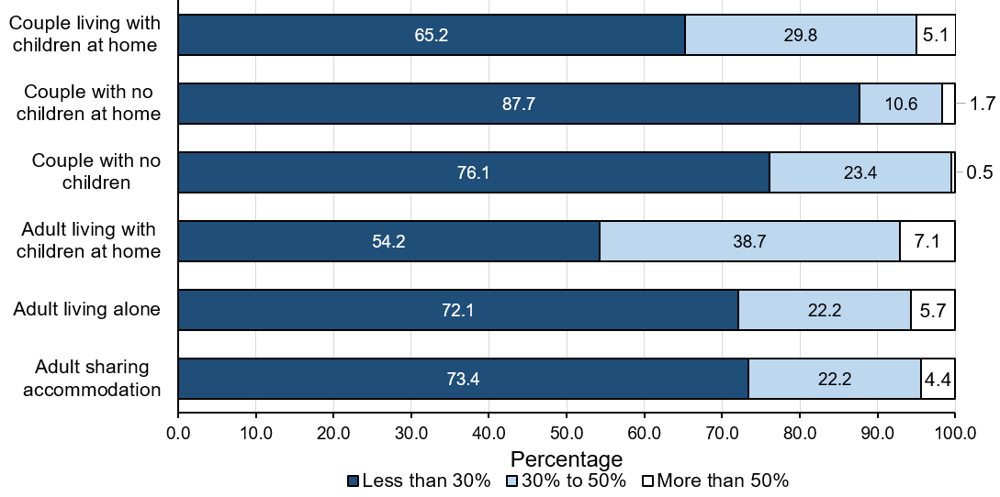 Couple living with
children at home
65.2
29.8
5.1
Couple with no
children at home
87.7
10.6
1.7
Couple with no
children
76.1
23.4
0.5
Adult living with
children at home
54.2
38.7
7.1
Adult living alone
72.1
22.2
5.7
Adult sharing
accommodation
73.4
22.2
4.4
0.0 10.0 20.0 30.0 40.0 50.0 60.0 70.0 80.0 90.0 100.0
Percentage
Less than 30% 30% to 50% More than 50%